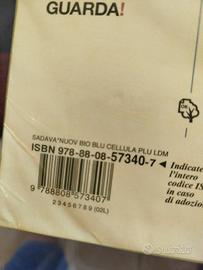 GUARDA!
SADAVA*NUOV BIO BLU CELLULA PLU LDM
ISBN 978-88-08-57340-7
Indicate
l'intero
codice IS
in caso
di adozio
9 788808 573407
23456789 (02L)
subito